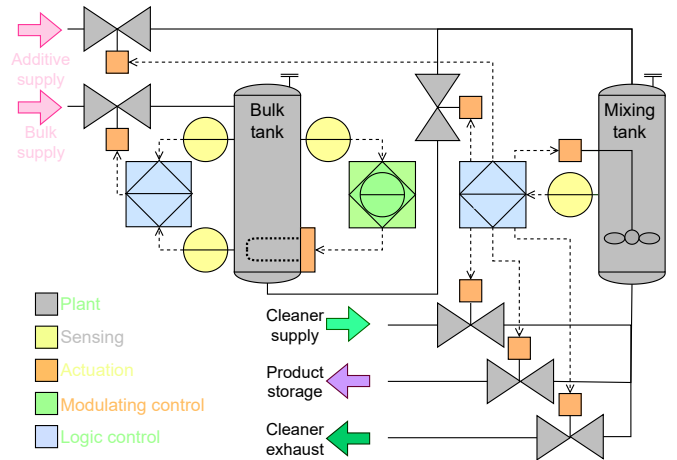 Additive
supply
Bulk
supply
Bulk
tank
Mixing
tank
Cleaner
supply
Product
storage
Cleaner
exhaust
Plant
Sensing
Actuation
Modulating control
Logic control